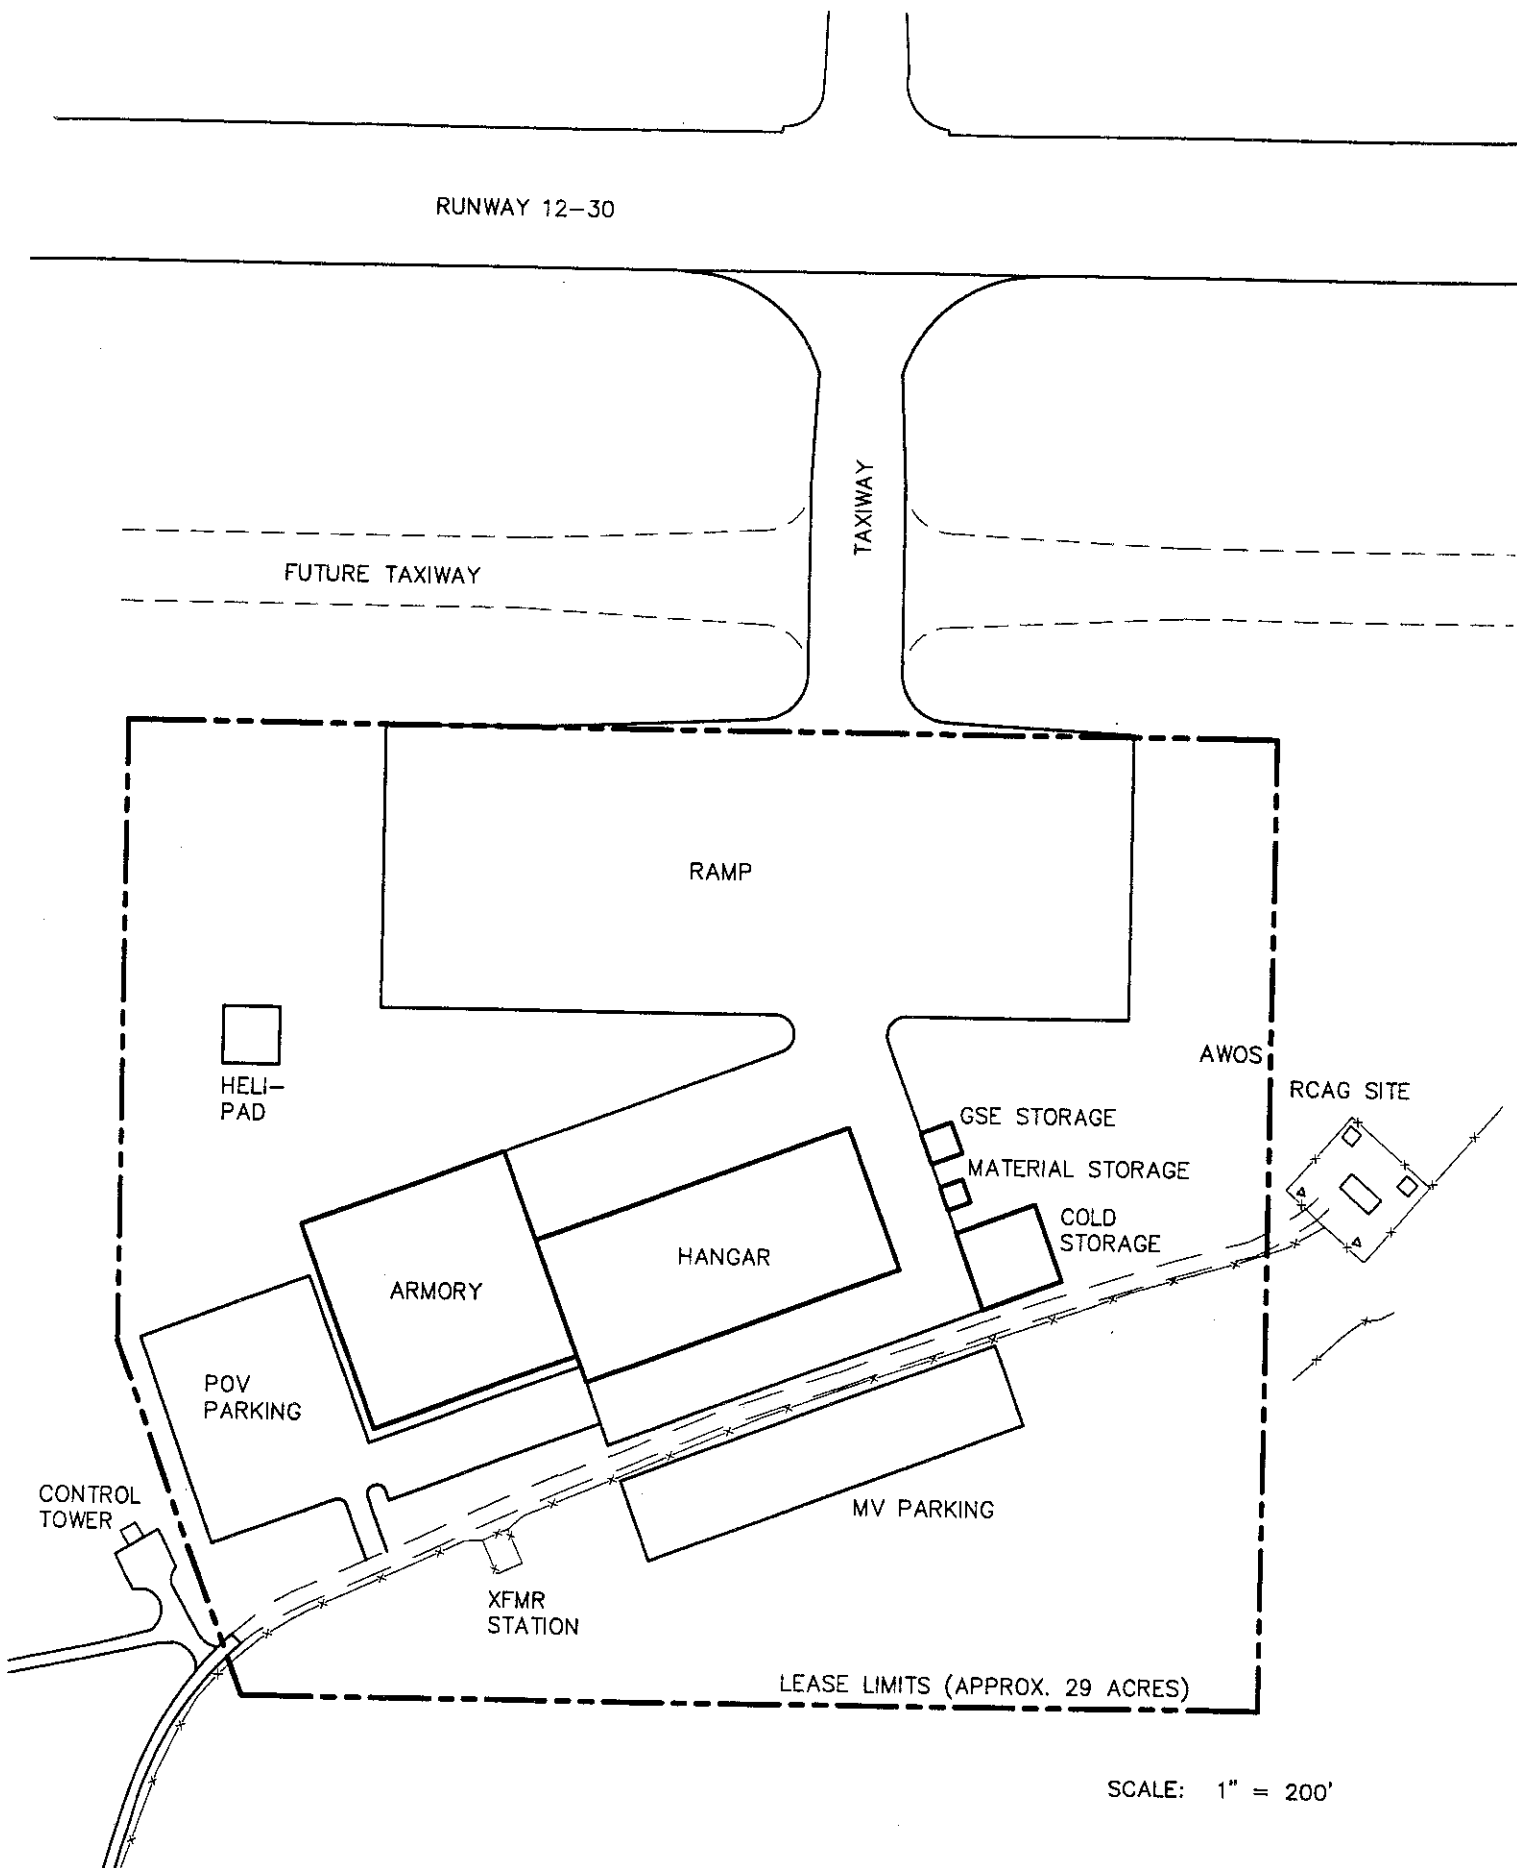 RUNWAY 12-30
TAXIWAY
FUTURE TAXIWAY
RAMP
AWOS
RCAG SITE
HELI-
PAD
GSE STORAGE
MATERIAL STORAGE
COLD
STORAGE
HANGAR
ARMORY
POV
PARKING
CONTROL
TOWER
MV PARKING
XFMR
STATION
LEASE LIMITS (APPROX. 29 ACRES)
SCALE: 1" = 200'